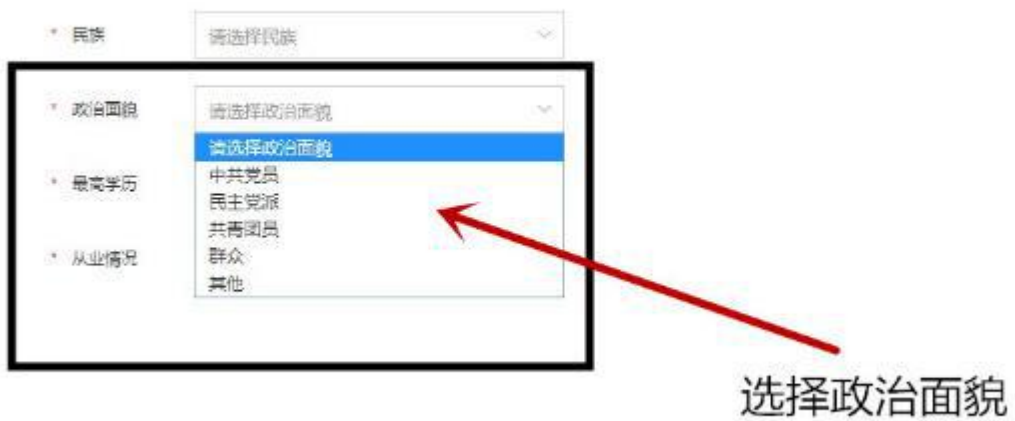 * 民族 请选择民族
* 政治面貌 请选择政治面貌
请选择政治面貌
中共党员
* 最高学历
民主党派
共青团员
* 从业情况 群众
其他
选择政治面貌